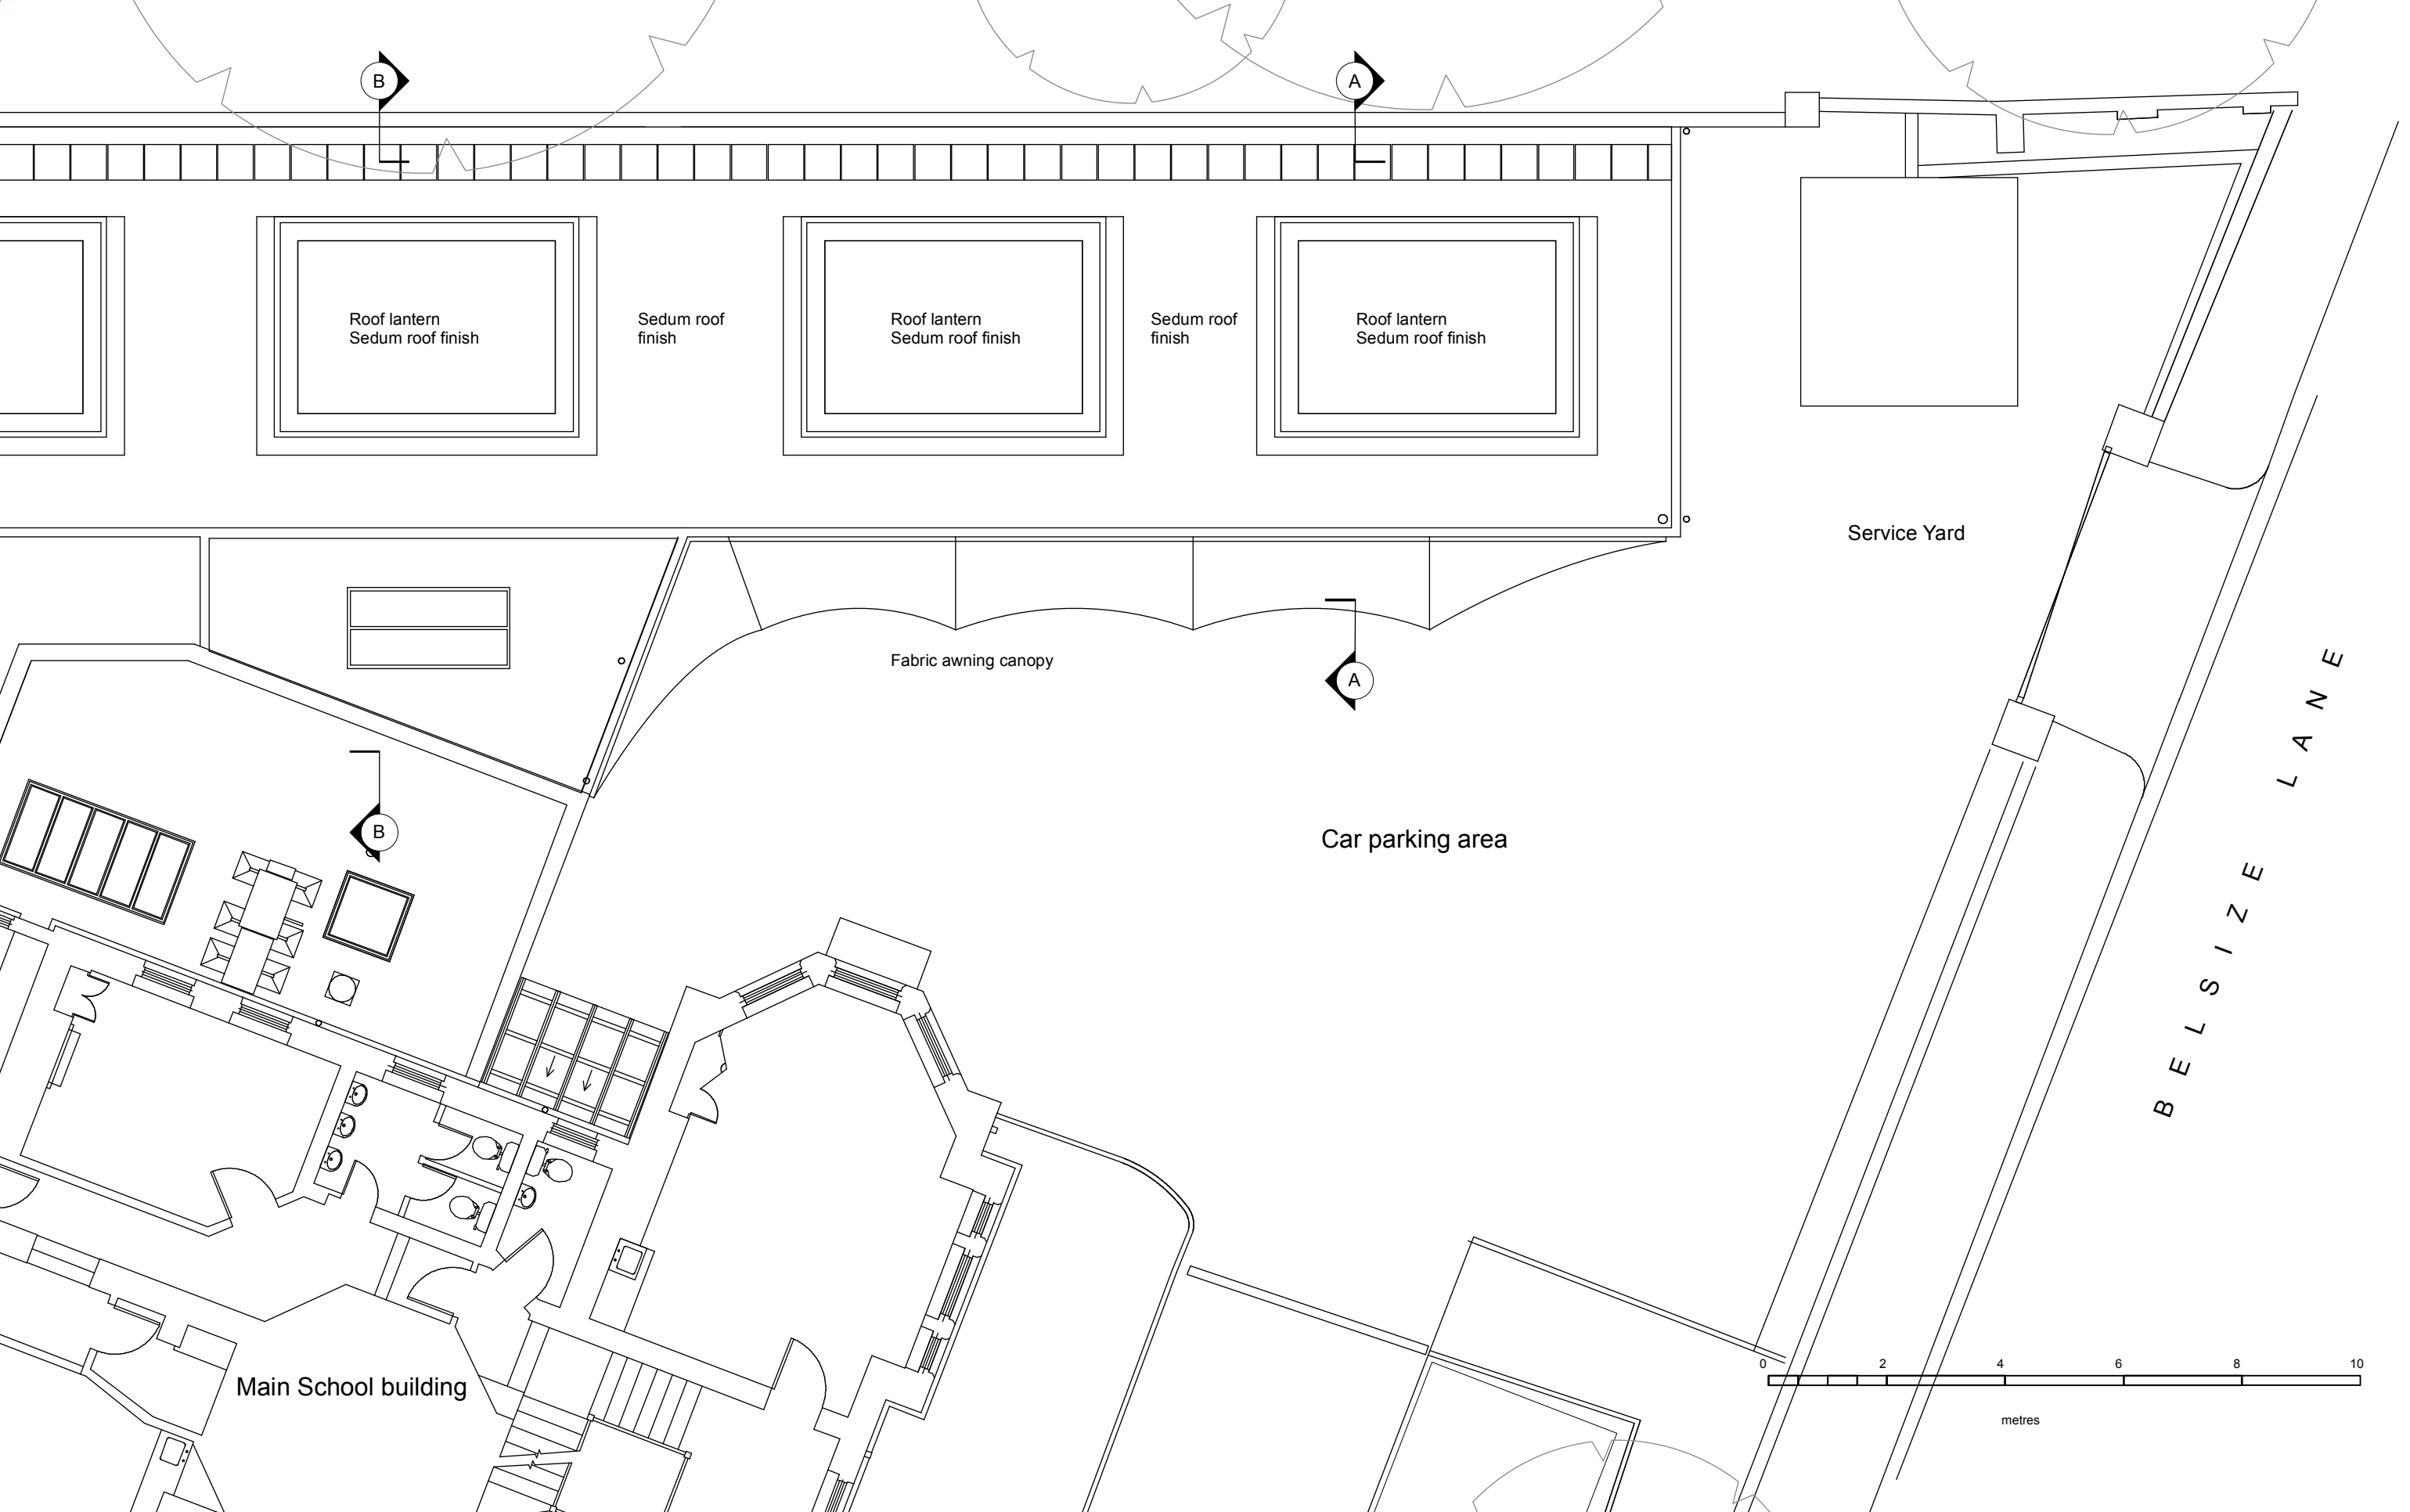 B
A
Roof lantern
Sedum roof finish
Sedum roof
finish
Roof lantern
Sedum roof finish
Sedum roof
finish
Roof lantern
Sedum roof finish
Service Yard
Fabric awning canopy
A
B
Car parking area
BELSIZE LANE
Main School building
0 2 4 6 8 10
metres